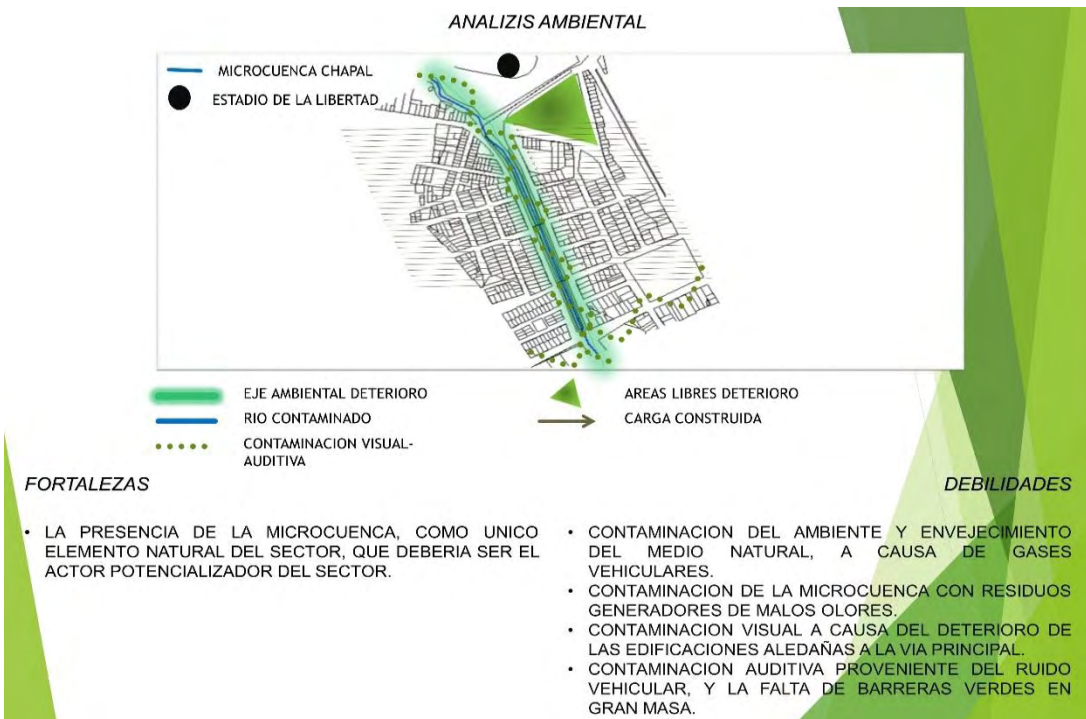 ANALIZIS AMBIENTAL
MICROCUENCA CHAPAL
ESTADIO DE LA LIBERTAD
EJE AMBIENTAL DETERIORO
RIO CONTAMINADO
CONTAMINACION VISUAL-
AUDITIVA
AREAS LIBRES DETERIORO
CARGA CONSTRUIDA
FORTALEZAS
• LA PRESENCIA DE LA MICROCUENCA, COMO UNICO
ELEMENTO NATURAL DEL SECTOR, QUE DEBERIA SER EL
ACTOR POTENCIALIZADOR DEL SECTOR.
DEBILIDADES
• CONTAMINACION DEL AMBIENTE Y ENVEJECIMIENTO
DEL MEDIO NATURAL, A CAUSA DE GASES
VEHICULARES.
• CONTAMINACION DE LA MICROCUENCA CON RESIDUOS
GENERADORES DE MALOS OLORES.
• CONTAMINACION VISUAL A CAUSA DEL DETERIORO DE
LAS EDIFICACIONES ALEDAÑAS A LA VIA PRINCIPAL.
• CONTAMINACION AUDITIVA PROVENIENTE DEL RUIDO
VEHICULAR, Y LA FALTA DE BARRERAS VERDES EN
GRAN MASA.